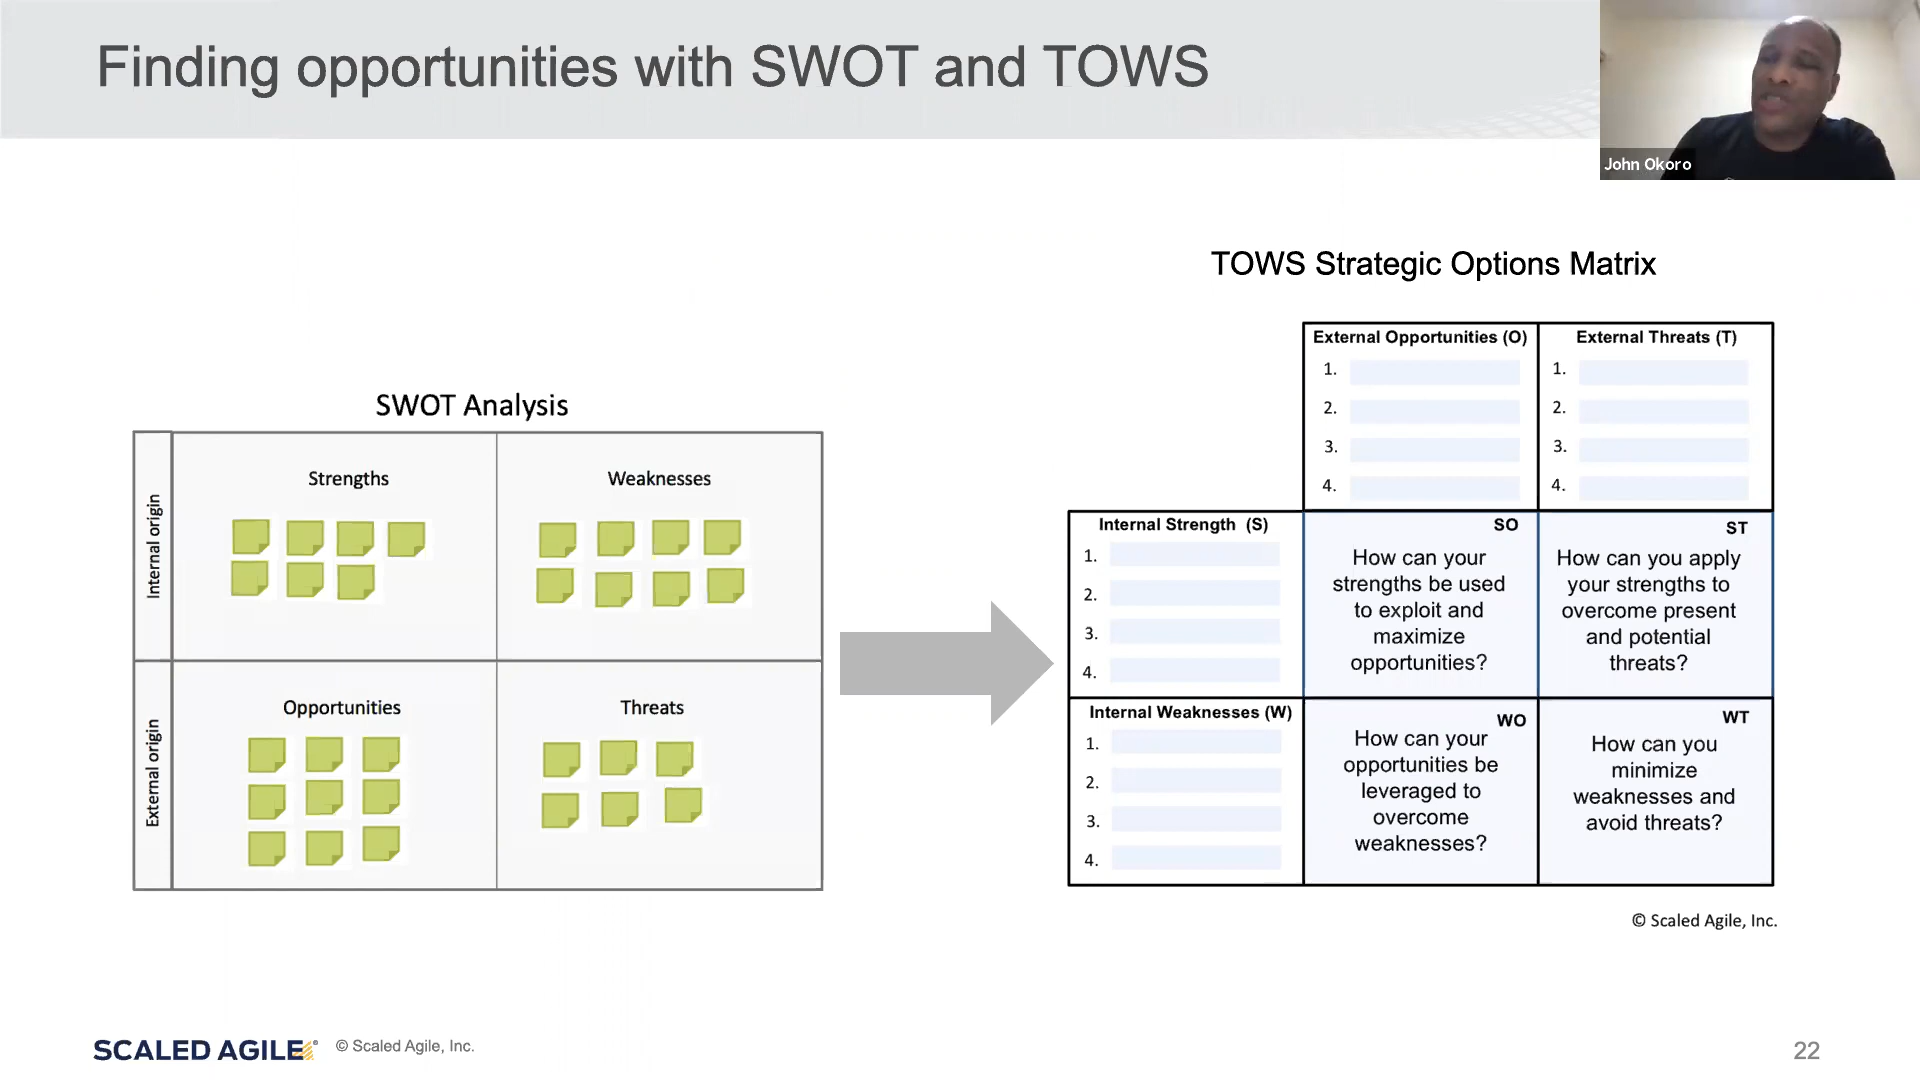 Finding opportunities with SWOT and TOWS
John Okoro
TOWS Strategic Options Matrix
SWOT Analysis
Internal origin
Strengths
Weaknesses
External origin
Opportunities
Threats
External Opportunities (O)
1.
2.
3.
4.
External Threats (T)
1.
2.
3.
4.
Internal Strength (S)
1.
2.
3.
4.
SO
How can your
strengths be used
to exploit and
maximize
opportunities?
ST
How can you apply
your strengths to
overcome present
and potential
threats?
Internal Weaknesses (W)
1.
2.
3.
4.
WO
How can your
opportunities be
leveraged to
overcome
weaknesses?
WT
How can you
minimize
weaknesses and
avoid threats?
© Scaled Agile, Inc.
SCALED AGILE® © Scaled Agile, Inc.
22